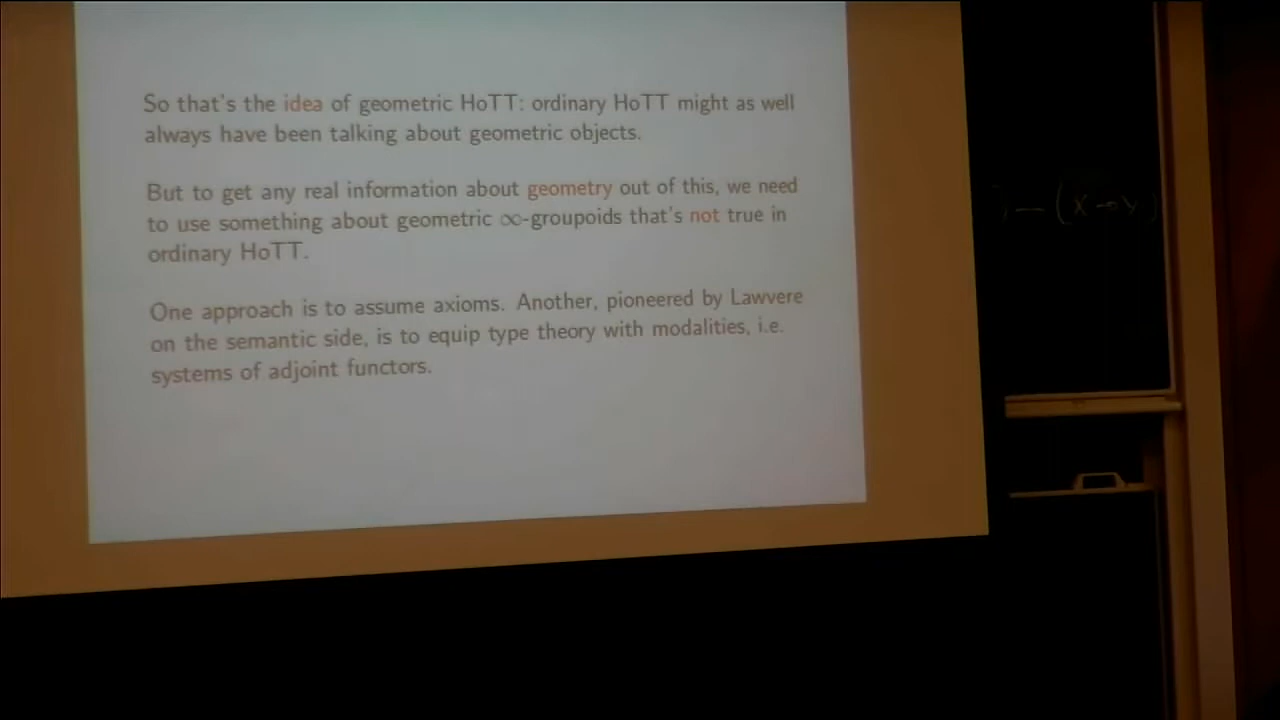 So that's the idea of geometric HoTT: ordinary HoTT might as well
always have been talking about geometric objects.
But to get any real information about geometry out of this, we need
to use something about geometric ∞-groupoids that's not true in
ordinary HoTT.
One approach is to assume axioms. Another, pioneered by Lawvere
on the semantic side, is to equip type theory with modalities, i.e.
systems of adjoint functors.